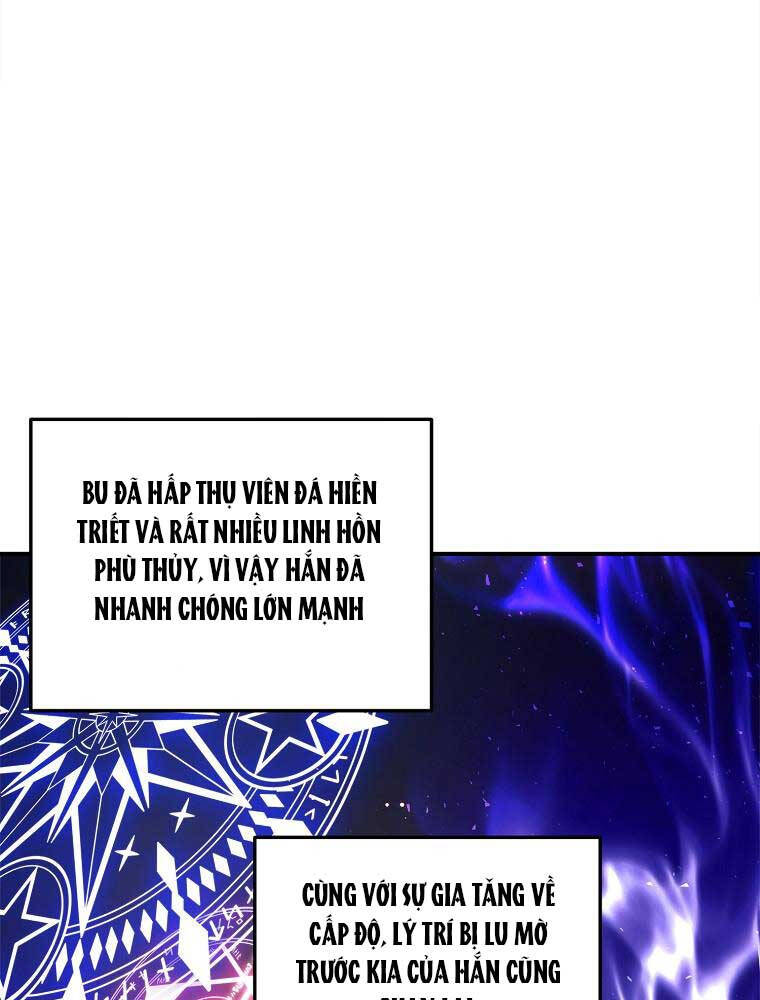 BU ĐÃ HẤP THỤ VIÊN ĐÁ HIỀN
TRIẾT VÀ RẤT NHIỀU LINH HỒN
PHÙ THỦY, VÌ VẬY HẮN ĐÃ
NHANH CHÓNG LỚN MẠNH
CÙNG VỚI SỰ GIA TĂNG VỀ
CẤP ĐỘ, LÝ TRÍ BỊ LU MỜ
TRƯỚC KIA CỦA HẮN CŨNG